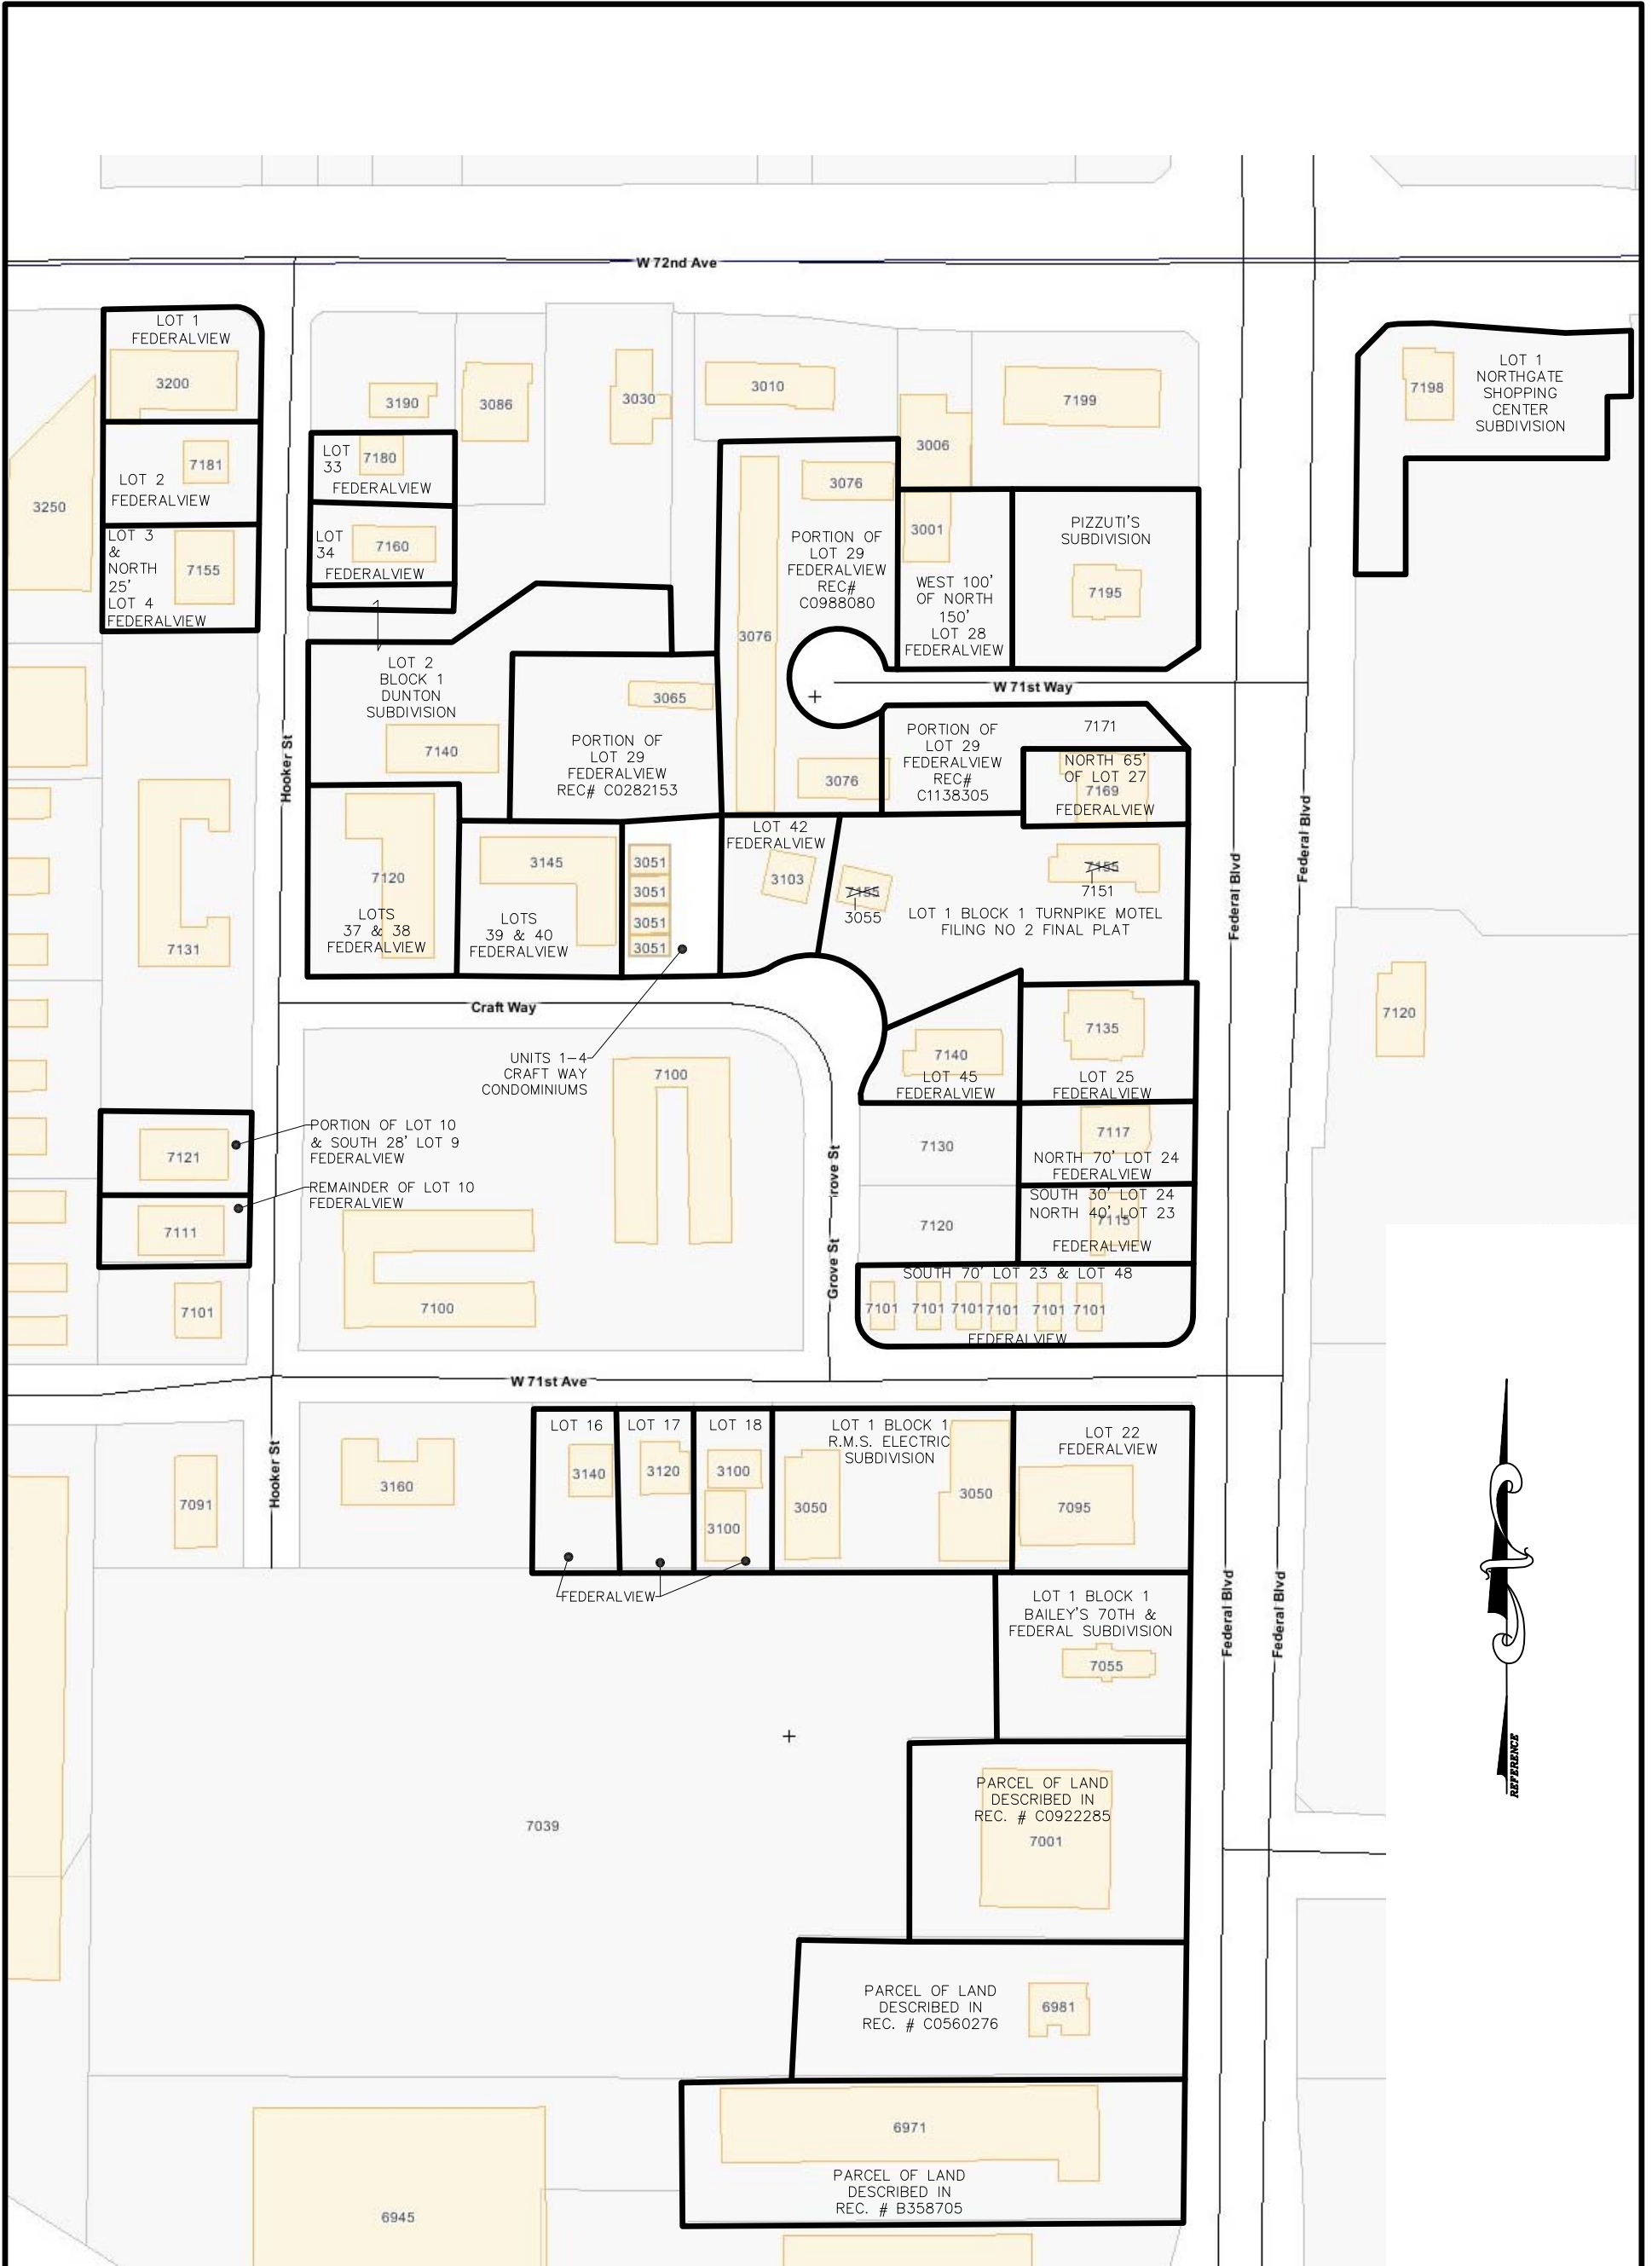 W 72nd Ave
LOT 1
FEDERALVIEW
3200
3190
3086
3030
3010
3006
7199
7198
LOT 1
NORTHGATE
SHOPPING
CENTER
SUBDIVISION
3250
LOT 2
7181
FEDERALVIEW
LOT
33
7180
FEDERALVIEW
LOT 3
&
NORTH
25'
LOT 4
FEDERALVIEW
7155
LOT
34
7160
FEDERALVIEW
3076
3076
PORTION OF
LOT 29
FEDERALVIEW
REC#
C0988080
3001
WEST 100'
OF NORTH
150'
LOT 28
FEDERALVIEW
PIZZUTI'S
SUBDIVISION
7195
LOT 2
BLOCK 1
DUNTON
SUBDIVISION
7140
3065
PORTION OF
LOT 29
FEDERALVIEW
REC# C0282153
W 71st Way
3076
PORTION OF
LOT 29
FEDERALVIEW
REC#
C1138305
7171
NORTH 65'
OF LOT 27
7169
FEDERALVIEW
Hooker St
Federal Blvd
Federal Blvd
7131
7120
LOTS
37 & 38
FEDERALVIEW
3145
LOTS
39 & 40
FEDERALVIEW
3051
3051
3051
3051
LOT 42
FEDERALVIEW
3103
7155
3055
7155
7151
LOT 1 BLOCK 1 TURNPIKE MOTEL
FILING NO 2 FINAL PLAT
Craft Way
7120
UNITS 1-4
CRAFT WAY
CONDOMINIUMS
7100
7140
LOT 45
FEDERALVIEW
7135
LOT 25
FEDERALVIEW
7121
PORTION OF LOT 10
& SOUTH 28' LOT 9
FEDERALVIEW
7130
7117
NORTH 70' LOT 24
FEDERALVIEW
7111
REMAINDER OF LOT 10
FEDERALVIEW
rove St
Grove St
7120
SOUTH 30' LOT 24
NORTH 40' LOT 23
7115
FEDERALVIEW
7101
7100
SOUTH 70' LOT 23 & LOT 48
7101
7101
7101
7101
7101
7101
FEDERALVIEW
W 71st Ave
Hooker St
7091
3160
LOT 16
3140
LOT 17
3120
LOT 18
3100
3100
FEDERALVIEW
LOT 1 BLOCK 1
R.M.S. ELECTRIC
SUBDIVISION
3050
3050
LOT 22
FEDERALVIEW
7095
LOT 1 BLOCK 1
BAILEY'S 70TH &
FEDERAL SUBDIVISION
7055
Federal Blvd
Federal Blvd
REFERENCE
7039
PARCEL OF LAND
DESCRIBED IN
REC. # C0922285
7001
PARCEL OF LAND
DESCRIBED IN
REC. # C0560276
6981
6971
PARCEL OF LAND
DESCRIBED IN
REC. # B358705
6945